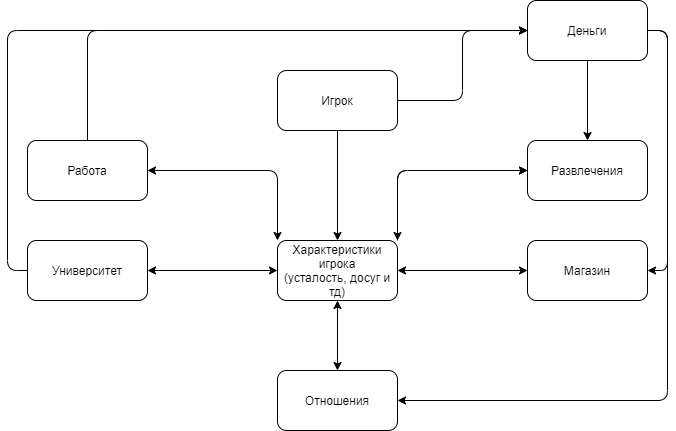 Деньги
Игрок
Работа
Развлечения
Университет
Характеристики
игрока
(усталость, досуг и
тд)
Магазин
Отношения